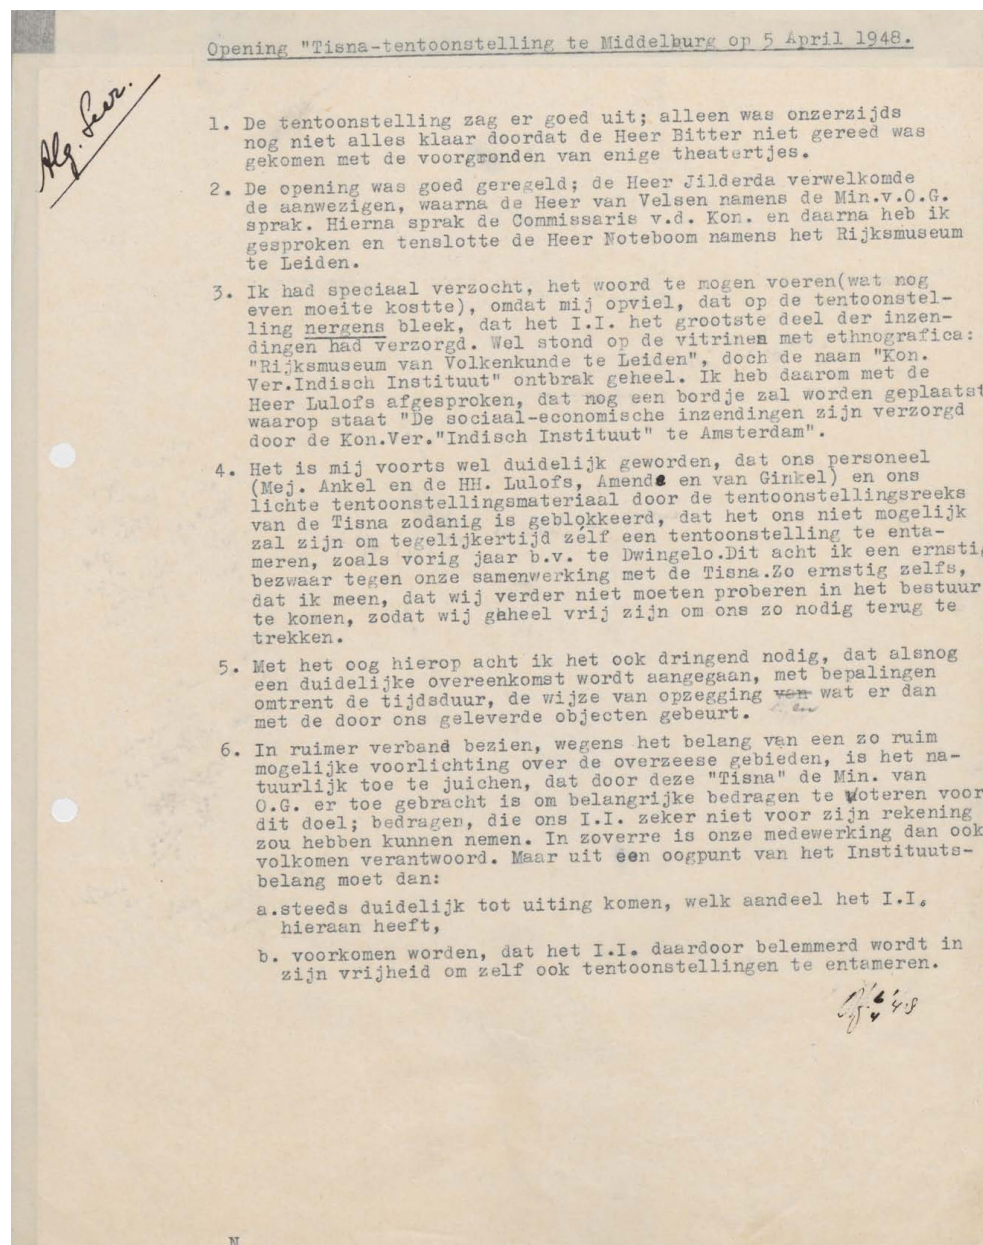 Opening "Tisna-tentoonstelling te Middelburg op 5 April 1948.
Alg. Secr.
1. De tentoonstelling zag er goed uit; alleen was onzerzijds
nog niet alles klaar doordat de Heer Bitter niet gereed was
gekomen met de voorgronden van enige theatertjes.
2. De opening was goed geregeld; de Heer Jilderda verwelkomde
de aanwezigen, waarna de Heer van Velsen namens de Min.v.O.G.
sprak. Hierna sprak de Commissaris v.d. Kon. en daarna heb ik
gesproken en tenslotte de Heer Noteboom namens het Rijksmuseum
te Leiden.
3. Ik had speciaal verzocht, het woord te mogen voeren(wat nog
even moeite kostte), omdat mij opviel, dat op de tentoonstel-
ling nergens bleek, dat het I.I. het grootste deel der inzen-
dingen had verzorgd. Wel stond op de vitrinen met ethnografica:
"Rijksmuseum van Volkenkunde te Leiden", doch de naam "Kon.
Ver.Indisch Instituut" ontbrak geheel. Ik heb daarom met de
Heer Lulofs afgesproken, dat nog een bordje zal worden geplaatst
waarop staat "De sociaal-economische inzendingen zijn verzorgd
door de Kon.Ver."Indisch Instituut" te Amsterdam".
4. Het is mij voorts wel duidelijk geworden, dat ons personeel
(Mej. Ankel en de HH. Lulofs, Amende en van Ginkel) en ons
lichte tentoonstellingsmateriaal door de tentoonstellingsreeks
van de Tisna zodanig is geblokkeerd, dat het ons niet mogelijk
zal zijn om tegelijkertijd zélf een tentoonstelling te enta-
meren, zoals vorig jaar b.v. te Dwingelo.Dit acht ik een ernstig
bezwaar tegen onze samenwerking met de Tisna.Zo ernstig zelfs,
dat ik meen, dat wij verder niet moeten proberen in het bestuur
te komen, zodat wij geheel vrij zijn om ons zo nodig terug te
trekken.
5. Met het oog hierop acht ik het ook dringend nodig, dat alsnog
een duidelijke overeenkomst wordt aangegaan, met bepalingen
omtrent de tijdsduur, de wijze van opzegging van wat er dan
en
met de door ons geleverde objecten gebeurt.
6. In ruimer verband bezien, wegens het belang van een zo ruim
mogelijke voorlichting over de overzeese gebieden, is het na-
tuurlijk toe te juichen, dat door deze "Tisna" de Min. van
O.G. er toe gebracht is om belangrijke bedragen te voteren voor
dit doel; bedragen, die ons I.I. zeker niet voor zijn rekening
zou hebben kunnen nemen. In zoverre is onze medewerking dan ook
volkomen verantwoord. Maar uit een oogpunt van het Instituuts-
belang moet dan:
a.steeds duidelijk tot uiting komen, welk aandeel het I.I.
hieraan heeft,
b. voorkomen worden, dat het I.I. daardoor belemmerd wordt in
zijn vrijheid om zelf ook tentoonstellingen te entameren.
6/4 '48
N